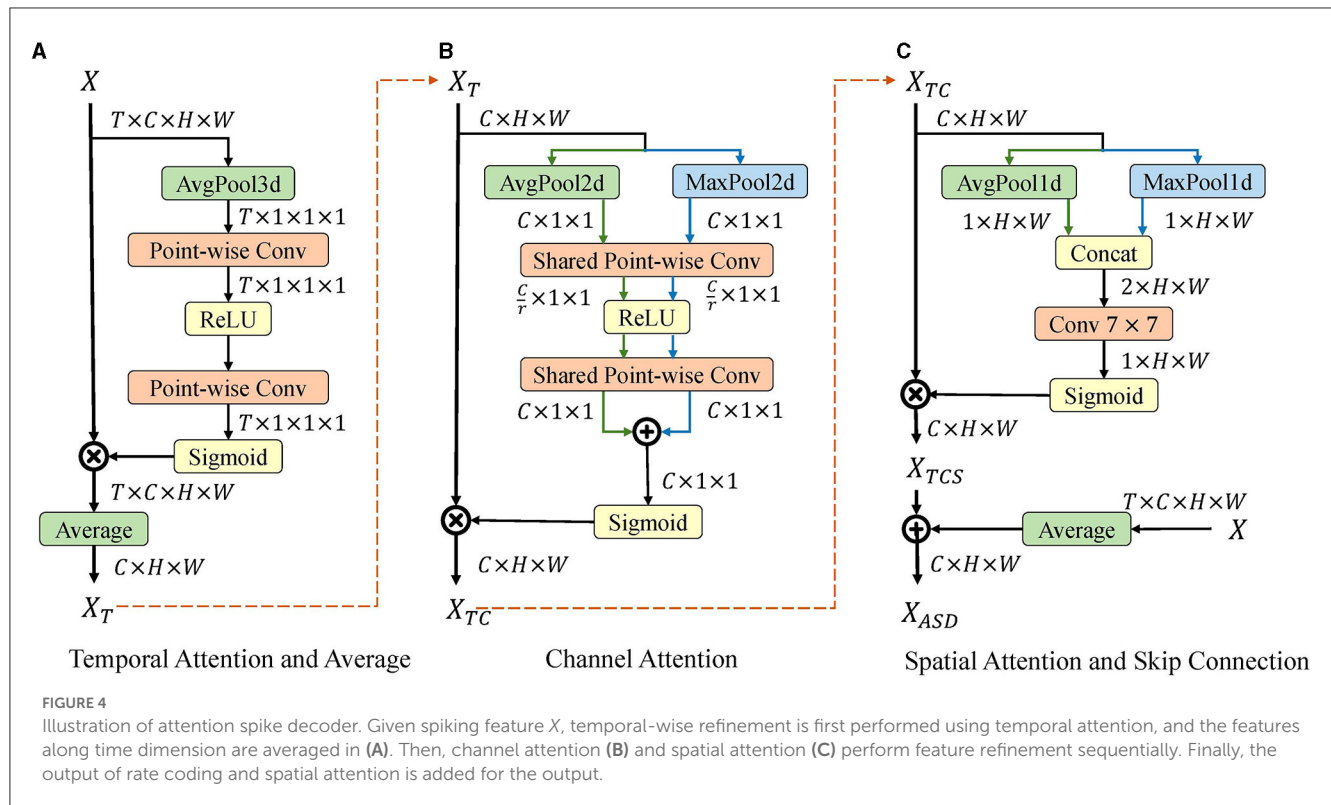 A
X
T×C×H×W
AvgPool3d
T×1×1×1
Point-wise Conv
T×1×1×1
ReLU
Point-wise Conv
T×1×1×1
Sigmoid
T×C×H×W
Average
C×H×W
X_T
Temporal Attention and Average
B
X_T
C×H×W
AvgPool2d
MaxPool2d
C×1×1
C×1×1
Shared Point-wise Conv
C/r×1×1
C/r×1×1
ReLU
Shared Point-wise Conv
C×1×1
C×1×1
C×1×1
Sigmoid
C×H×W
X_TC
Channel Attention
C
X_TC
C×H×W
AvgPool1d
MaxPool1d
1×H×W
1×H×W
Concat
2×H×W
Conv 7 × 7
1×H×W
Sigmoid
C×H×W
X_TCS
T×C×H×W
Average
X
C×H×W
X_ASD
Spatial Attention and Skip Connection
FIGURE 4
Illustration of attention spike decoder. Given spiking feature X, temporal-wise refinement is first performed using temporal attention, and the features
along time dimension are averaged in (A). Then, channel attention (B) and spatial attention (C) perform feature refinement sequentially. Finally, the
output of rate coding and spatial attention is added for the output.